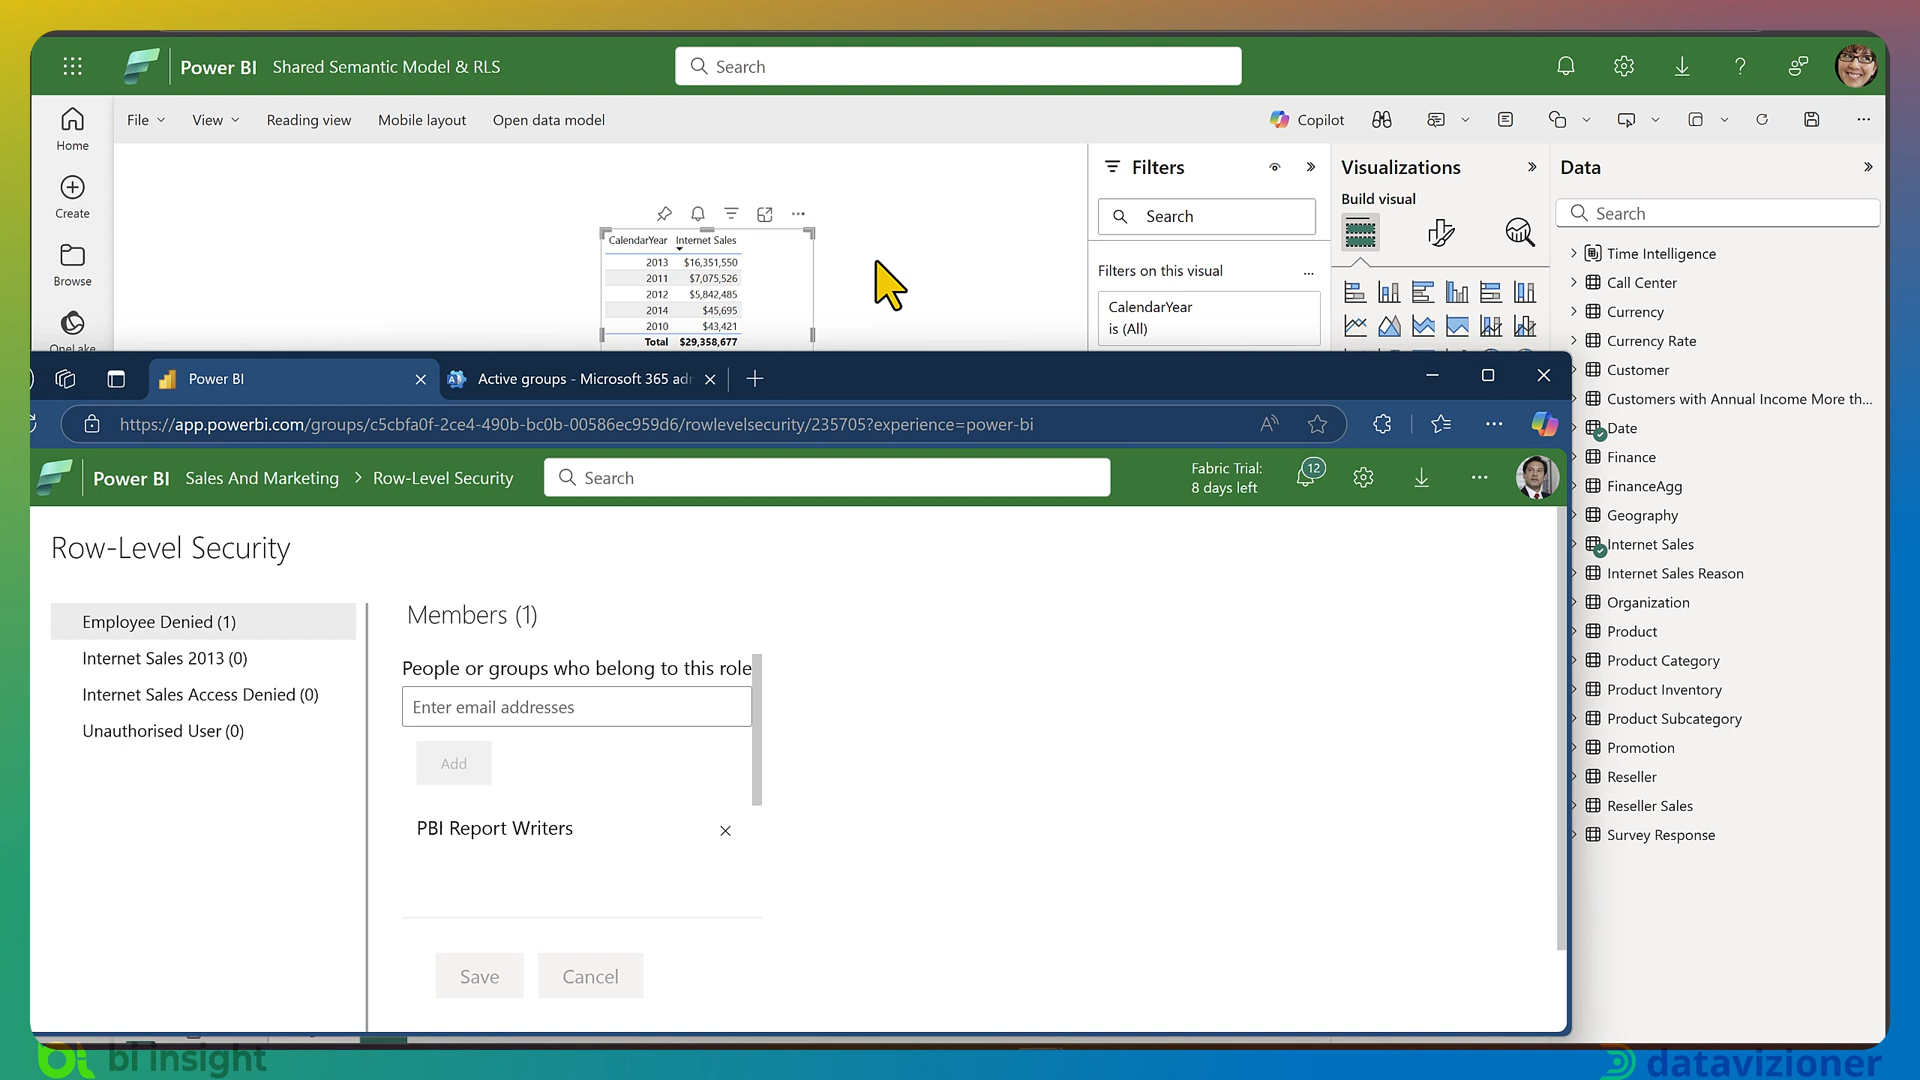 Power BI Shared Semantic Model & RLS
Search
Home
Create
Browse
OneLake
File View Reading view Mobile layout Open data model
Copilot
CalendarYear Internet Sales
2013 $16,351,550
2011 $7,075,526
2012 $5,842,485
2014 $45,695
2010 $43,421
Total $29,358,677
Filters
Search
Filters on this visual
CalendarYear
is (All)
Visualizations
Build visual
Data
Search
Time Intelligence
Call Center
Currency
Currency Rate
Customer
Customers with Annual Income More th...
Date
Finance
FinanceAgg
Geography
Internet Sales
Internet Sales Reason
Organization
Product
Product Category
Product Inventory
Product Subcategory
Promotion
Reseller
Reseller Sales
Survey Response
Power BI
Active groups - Microsoft 365 ad
https://app.powerbi.com/groups/c5cbfa0f-2ce4-490b-bc0b-00586ec959d6/rowlevelsecurity/235705?experience=power-bi
Power BI Sales And Marketing > Row-Level Security
Search
Fabric Trial:
8 days left
12
Row-Level Security
Employee Denied (1)
Internet Sales 2013 (0)
Internet Sales Access Denied (0)
Unauthorised User (0)
Members (1)
People or groups who belong to this role
Enter email addresses
Add
PBI Report Writers
Save Cancel
bi insight
datavizioner